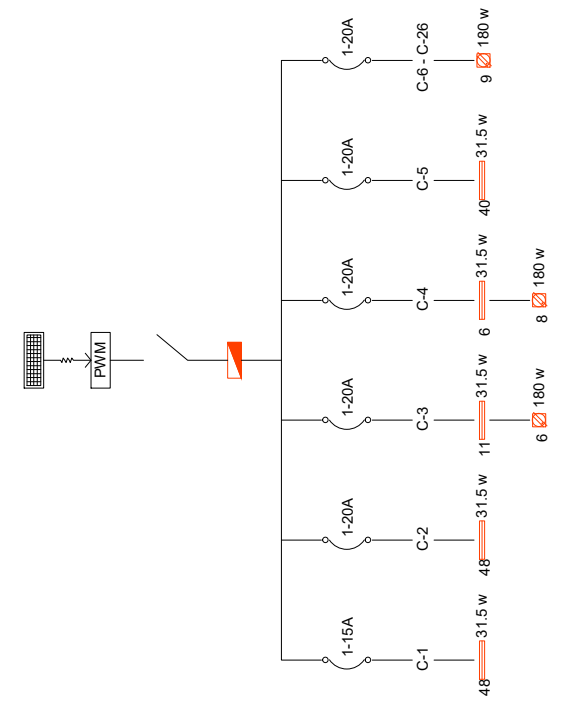 PWM
1-15A
C-1
48
31.5 w
1-20A
C-2
48
31.5 w
1-20A
C-3
11
31.5 w
6
180 w
1-20A
C-4
6
31.5 w
8
180 w
1-20A
C-5
40
31.5 w
1-20A
C-6 - C-26
9
180 w